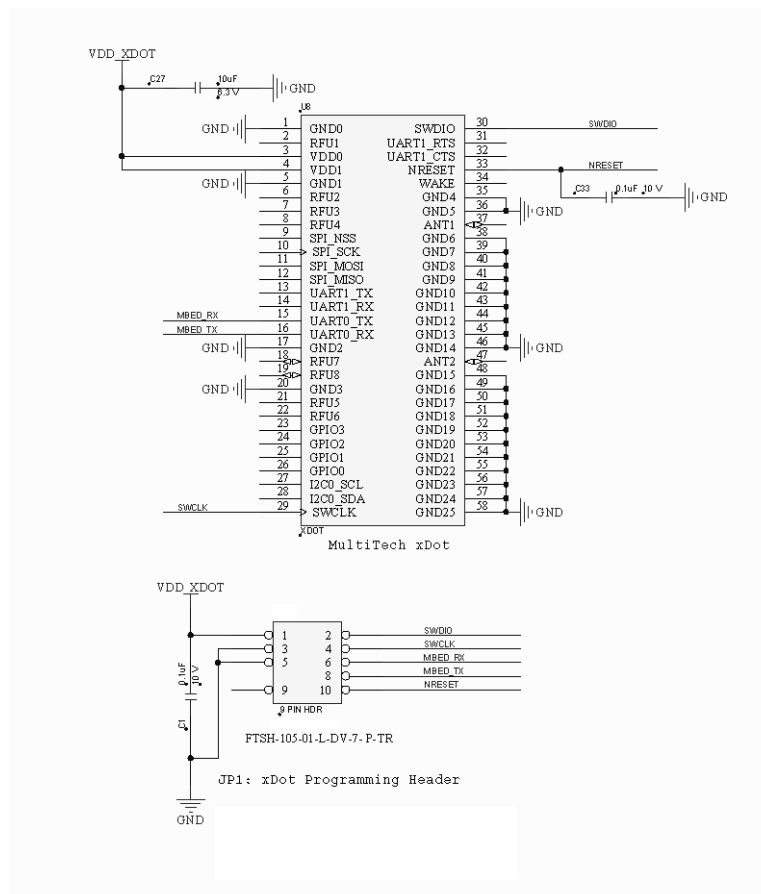 VDD_XDOT
C27 10uF 6.3V GND
U8
GND 1 GND0 SWDIO 30 SWDIO
2 RFU1 UART1_RTS 31
3 VDD0 UART1_CTS 32
4 VDD1 NRESET 33 NRESET
GND 5 GND1 WAKE 34
6 RFU2 GND4 35 C33 0.1uF 10 V GND
7 RFU3 GND5 36 GND
8 RFU4 ANT1 37
9 SPI_NSS GND6 38
10 SPI_SCK GND7 39
11 SPI_MOSI GND8 40
12 SPI_MISO GND9 41
13 UART1_TX GND10 42
14 UART1_RX GND11 43
MBED_RX 15 UART0_TX GND12 44
MBED_TX 16 UART0_RX GND13 45
GND 17 GND2 GND14 46 GND
18 RFU7 ANT2 47
19 RFU8 GND15 48
GND 20 GND3 GND16 49
21 RFU5 GND17 50
22 RFU6 GND18 51
23 GPIO3 GND19 52
24 GPIO2 GND20 53
25 GPIO1 GND21 54
26 GPIO0 GND22 55
27 I2C0_SCL GND23 56
28 I2C0_SDA GND24 57
SWCLK 29 SWCLK GND25 58 GND
XDOT
MultiTech xDot
VDD_XDOT
1 2 SWDIO
3 4 SWCLK
5 6 MBED_RX
8 MBED_TX
9 10 NRESET
0.1uF
10 V
C1
9 PIN HDR
FTSH-105-01-L-DV-7- P-TR
JP1: xDot Programming Header
GND